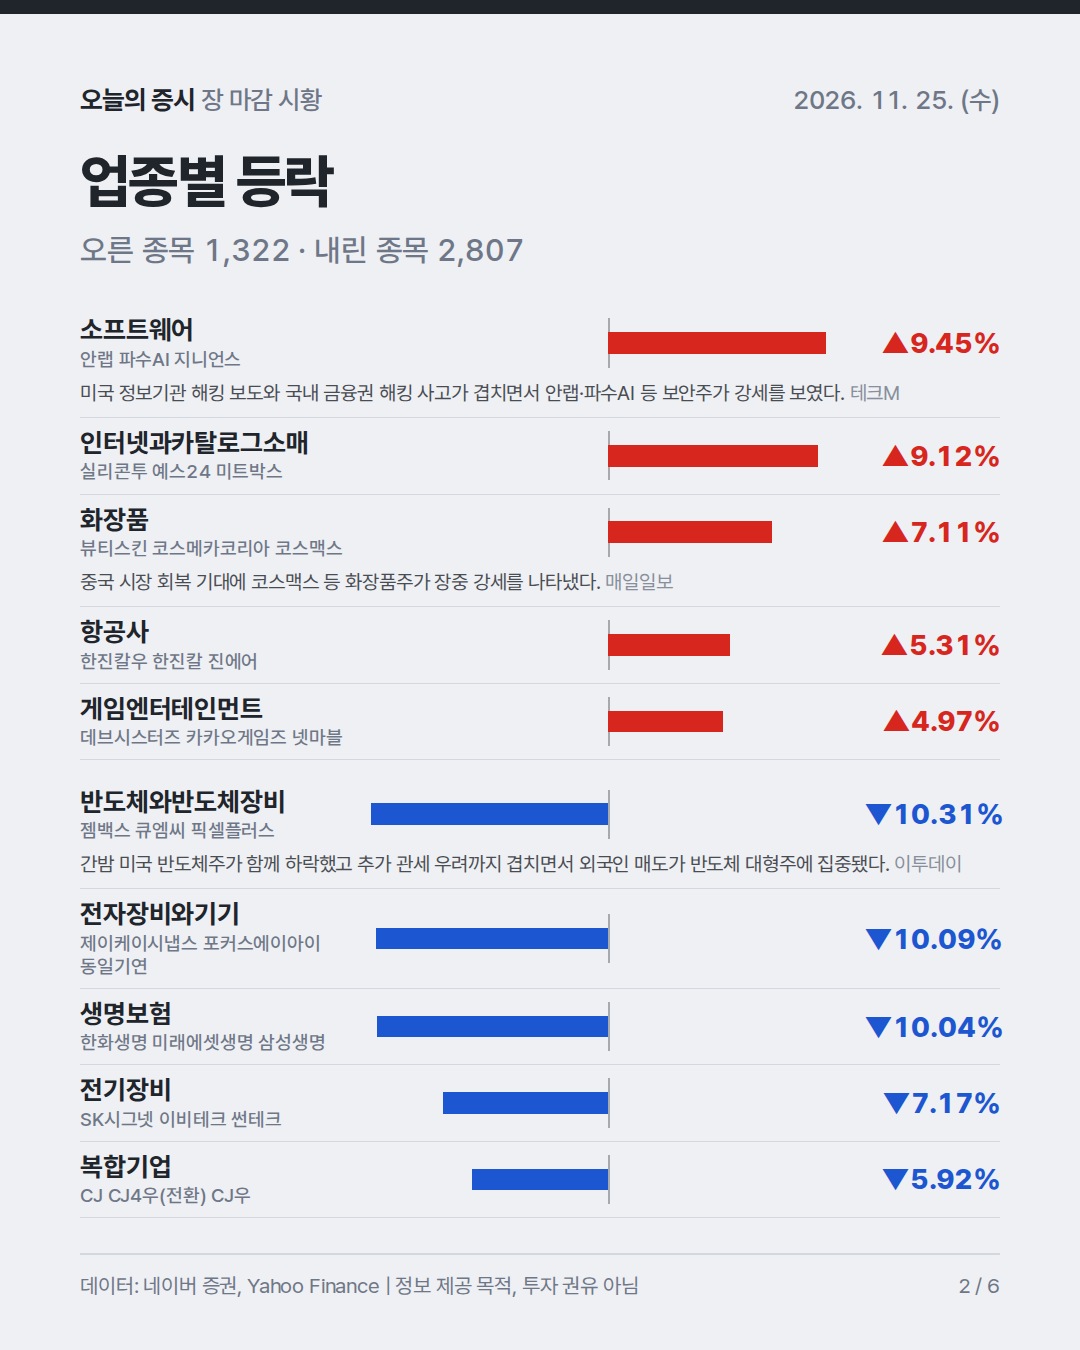 오늘의 증시 장 마감 시황
2026. 11. 25. (수)
업종별 등락
오른 종목 1,322 · 내린 종목 2,807
소프트웨어
안랩 파수AI 지니언스
▲9.45%
미국 정보기관 해킹 보도와 국내 금융권 해킹 사고가 겹치면서 안랩·파수AI 등 보안주가 강세를 보였다. 테크M
인터넷과카탈로그소매
실리콘투 예스24 미트박스
▲9.12%
화장품
뷰티스킨 코스메카코리아 코스맥스
▲7.11%
중국 시장 회복 기대에 코스맥스 등 화장품주가 장중 강세를 나타냈다. 매일일보
항공사
한진칼우 한진칼 진에어
▲5.31%
게임엔터테인먼트
데브시스터즈 카카오게임즈 넷마블
▲4.97%
반도체와반도체장비
젬백스 큐엠씨 픽셀플러스
▼10.31%
간밤 미국 반도체주가 함께 하락했고 추가 관세 우려까지 겹치면서 외국인 매도가 반도체 대형주에 집중됐다. 이투데이
전자장비와기기
제이케이시냅스 포커스에이아이
동일기연
▼10.09%
생명보험
한화생명 미래에셋생명 삼성생명
▼10.04%
전기장비
SK시그넷 이비테크 썬테크
▼7.17%
복합기업
CJ CJ4우(전환) CJ우
▼5.92%
데이터: 네이버 증권, Yahoo Finance | 정보 제공 목적, 투자 권유 아님
2 / 6